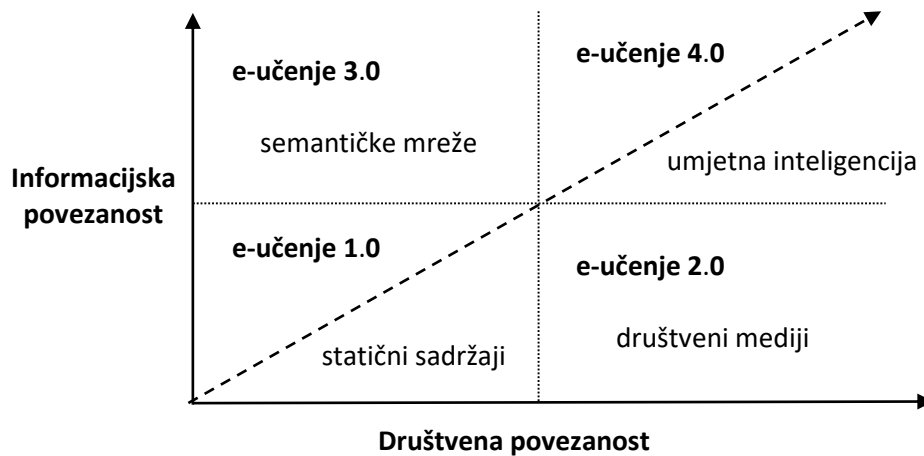 e-učenje 3.0
e-učenje 4.0
semantičke mreže
umjetna inteligencija
Informacijska
povezanost
e-učenje 1.0
e-učenje 2.0
statični sadržaji
društveni mediji
Društvena povezanost